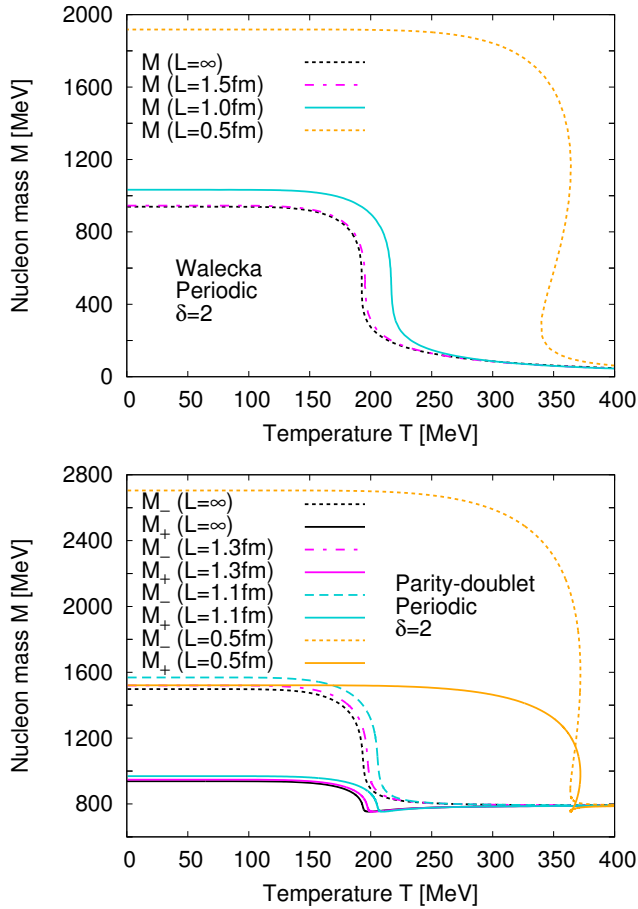 2000
1600
1200
800
400
0
Nucleon mass M [MeV]
M (L=∞)
M (L=1.5fm)
M (L=1.0fm)
M (L=0.5fm)
Walecka
Periodic
δ=2
0 50 100 150 200 250 300 350 400
Temperature T [MeV]
2800
2400
2000
1600
1200
800
Nucleon mass M [MeV]
M₋ (L=∞)
M₊ (L=∞)
M₋ (L=1.3fm)
M₊ (L=1.3fm)
M₋ (L=1.1fm)
M₊ (L=1.1fm)
M₋ (L=0.5fm)
M₊ (L=0.5fm)
Parity-doublet
Periodic
δ=2
0 50 100 150 200 250 300 350 400
Temperature T [MeV]